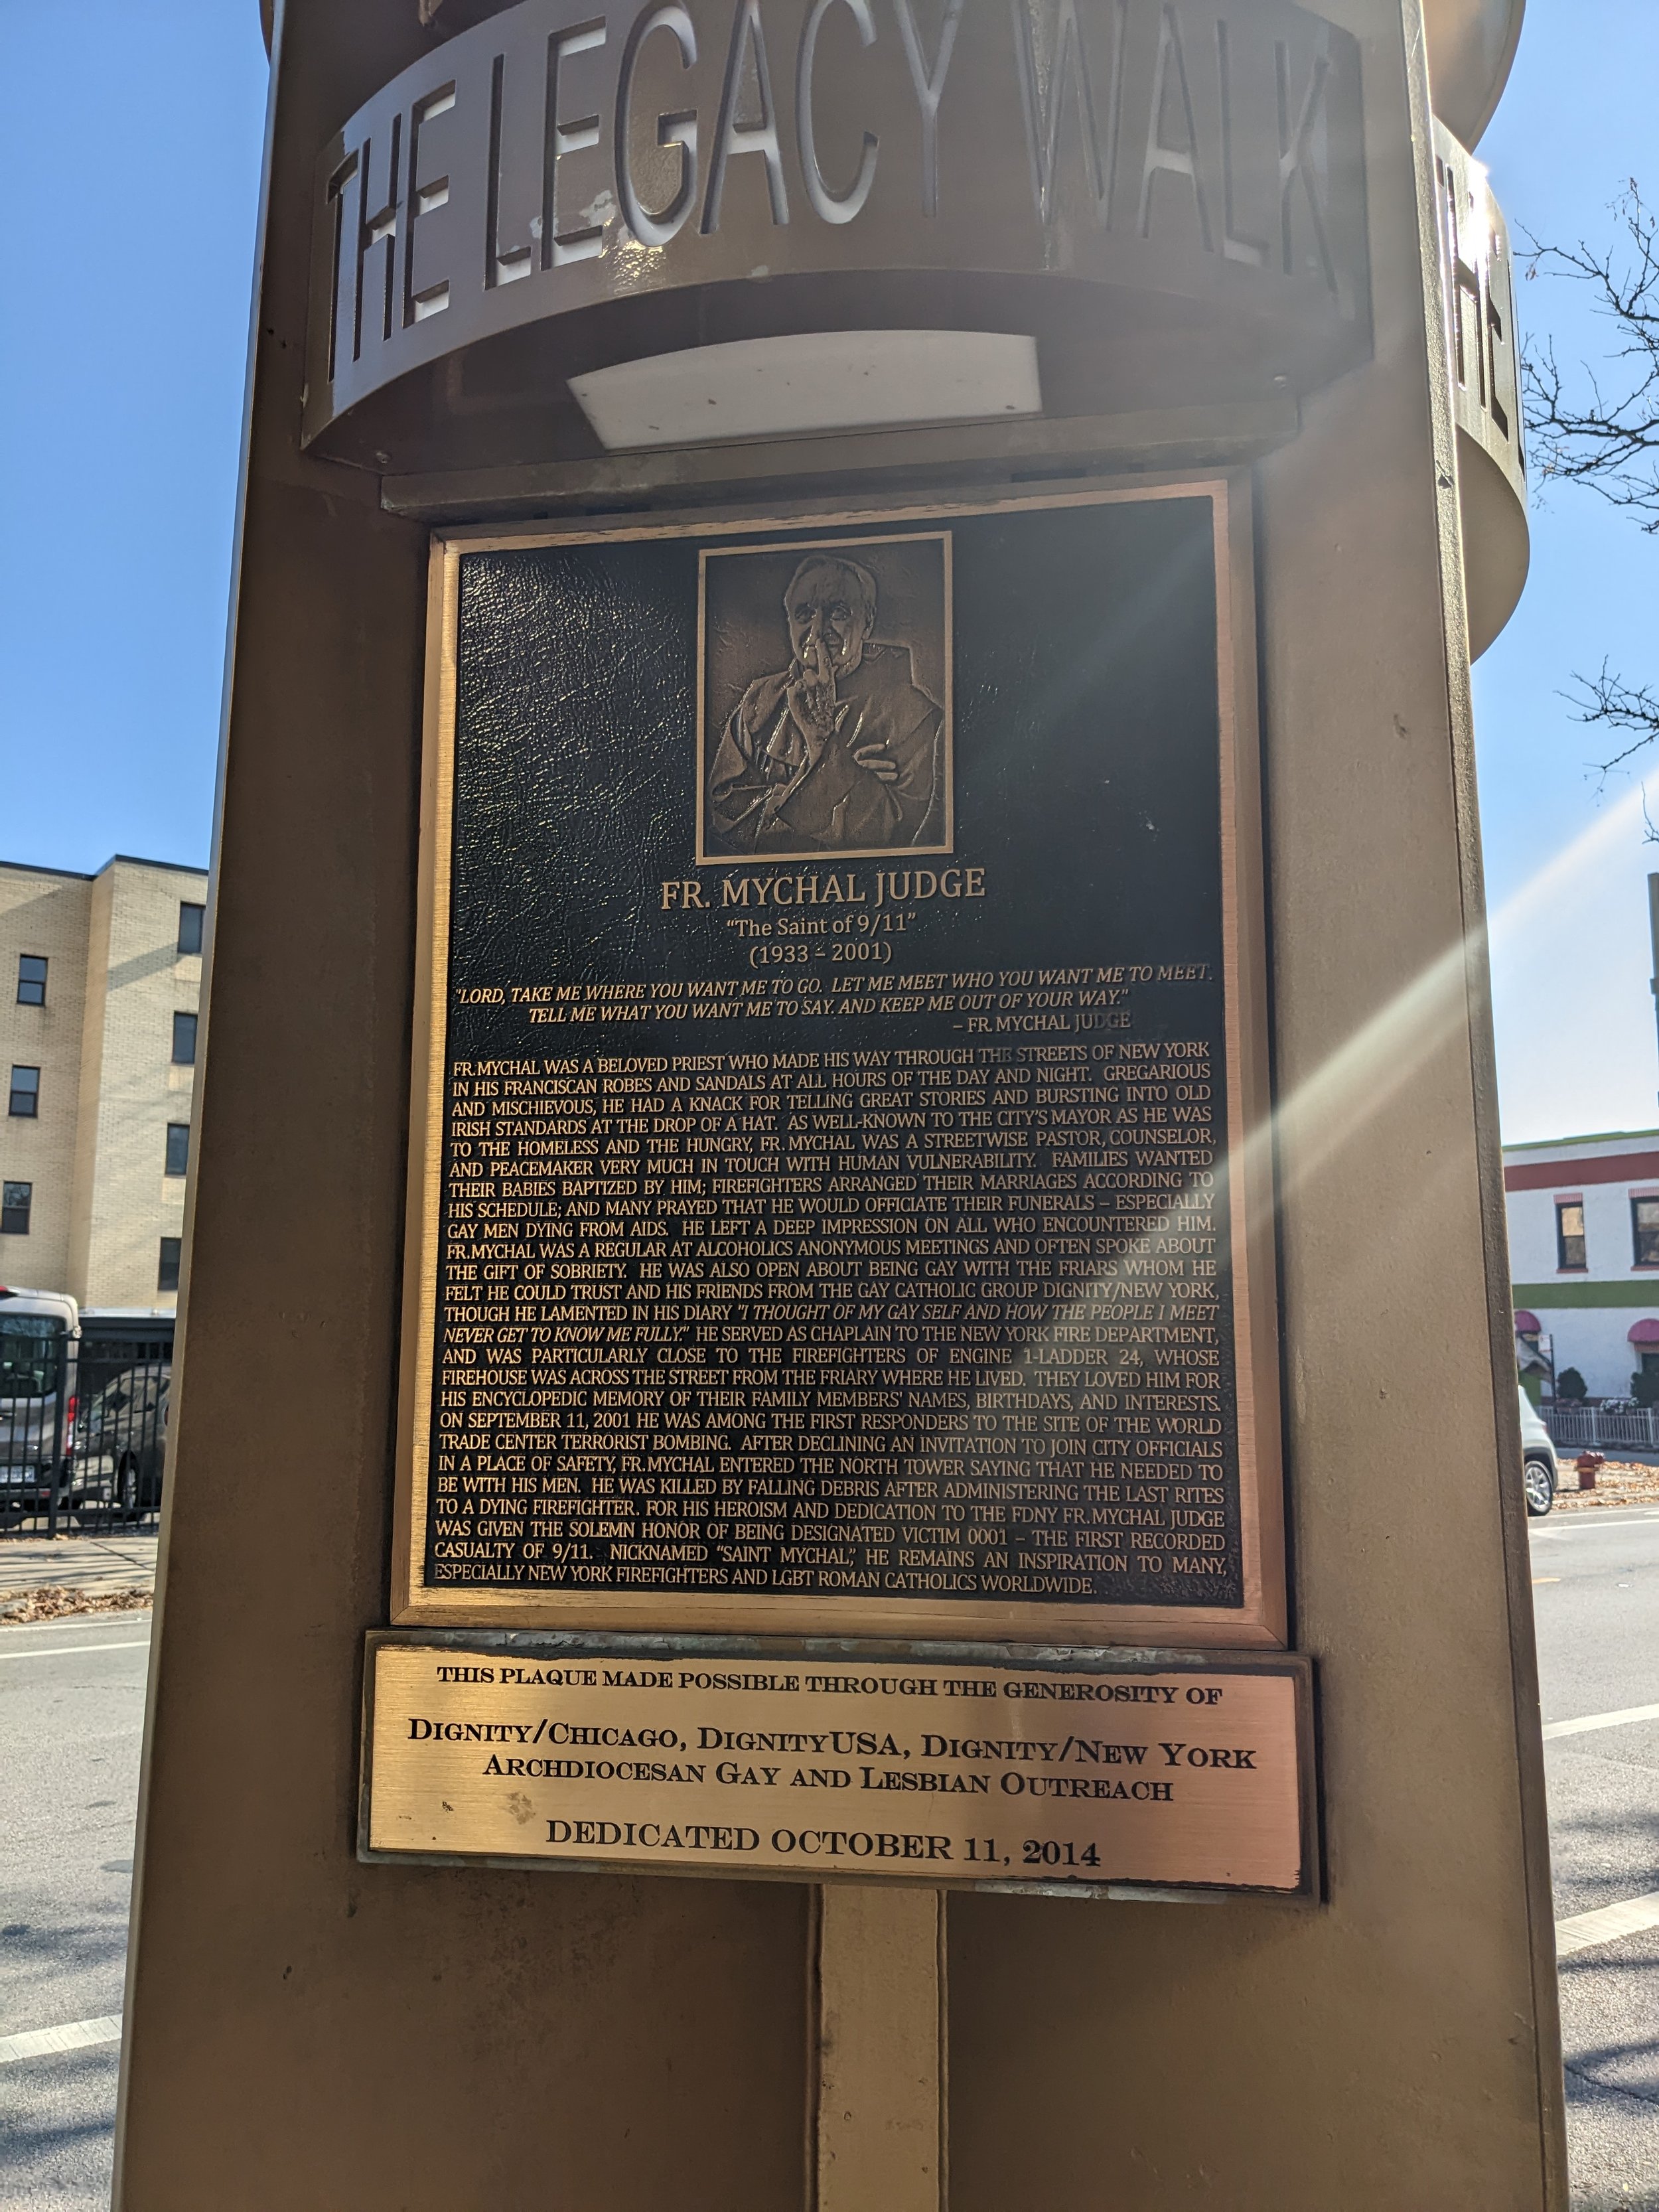 THE LEGACY WALK
THE
FR. MYCHAL JUDGE
"The Saint of 9/11"
(1933 – 2001)
"LORD, TAKE ME WHERE YOU WANT ME TO GO. LET ME MEET WHO YOU WANT ME TO MEET.
TELL ME WHAT YOU WANT ME TO SAY. AND KEEP ME OUT OF YOUR WAY."
– FR. MYCHAL JUDGE
FR. MYCHAL WAS A BELOVED PRIEST WHO MADE HIS WAY THROUGH THE STREETS OF NEW YORK
IN HIS FRANCISCAN ROBES AND SANDALS AT ALL HOURS OF THE DAY AND NIGHT. GREGARIOUS
AND MISCHIEVOUS, HE HAD A KNACK FOR TELLING GREAT STORIES AND BURSTING INTO OLD
IRISH STANDARDS AT THE DROP OF A HAT. AS WELL-KNOWN TO THE CITY'S MAYOR AS HE WAS
TO THE HOMELESS AND THE HUNGRY, FR. MYCHAL WAS A STREETWISE PASTOR, COUNSELOR,
AND PEACEMAKER VERY MUCH IN TOUCH WITH HUMAN VULNERABILITY. FAMILIES WANTED
THEIR BABIES BAPTIZED BY HIM; FIREFIGHTERS ARRANGED THEIR MARRIAGES ACCORDING TO
HIS SCHEDULE; AND MANY PRAYED THAT HE WOULD OFFICIATE THEIR FUNERALS – ESPECIALLY
GAY MEN DYING FROM AIDS. HE LEFT A DEEP IMPRESSION ON ALL WHO ENCOUNTERED HIM.
FR. MYCHAL WAS A REGULAR AT ALCOHOLICS ANONYMOUS MEETINGS AND OFTEN SPOKE ABOUT
THE GIFT OF SOBRIETY. HE WAS ALSO OPEN ABOUT BEING GAY WITH THE FRIARS WHOM HE
FELT HE COULD TRUST AND HIS FRIENDS FROM THE GAY CATHOLIC GROUP DIGNITY/NEW YORK,
THOUGH HE LAMENTED IN HIS DIARY "I THOUGHT OF MY GAY SELF AND HOW THE PEOPLE I MEET
NEVER GET TO KNOW ME FULLY." HE SERVED AS CHAPLAIN TO THE NEW YORK FIRE DEPARTMENT,
AND WAS PARTICULARLY CLOSE TO THE FIREFIGHTERS OF ENGINE 1-LADDER 24, WHOSE
FIREHOUSE WAS ACROSS THE STREET FROM THE FRIARY WHERE HE LIVED. THEY LOVED HIM FOR
HIS ENCYCLOPEDIC MEMORY OF THEIR FAMILY MEMBERS' NAMES, BIRTHDAYS, AND INTERESTS.
ON SEPTEMBER 11, 2001 HE WAS AMONG THE FIRST RESPONDERS TO THE SITE OF THE WORLD
TRADE CENTER TERRORIST BOMBING. AFTER DECLINING AN INVITATION TO JOIN CITY OFFICIALS
IN A PLACE OF SAFETY, FR. MYCHAL ENTERED THE NORTH TOWER SAYING THAT HE NEEDED TO
BE WITH HIS MEN. HE WAS KILLED BY FALLING DEBRIS AFTER ADMINISTERING THE LAST RITES
TO A DYING FIREFIGHTER. FOR HIS HEROISM AND DEDICATION TO THE FDNY FR. MYCHAL JUDGE
WAS GIVEN THE SOLEMN HONOR OF BEING DESIGNATED VICTIM 0001 – THE FIRST RECORDED
CASUALTY OF 9/11. NICKNAMED "SAINT MYCHAL," HE REMAINS AN INSPIRATION TO MANY,
ESPECIALLY NEW YORK FIREFIGHTERS AND LGBT ROMAN CATHOLICS WORLDWIDE.
THIS PLAQUE MADE POSSIBLE THROUGH THE GENEROSITY OF
DIGNITY/CHICAGO, DIGNITYUSA, DIGNITY/NEW YORK
ARCHDIOCESAN GAY AND LESBIAN OUTREACH
DEDICATED OCTOBER 11, 2014